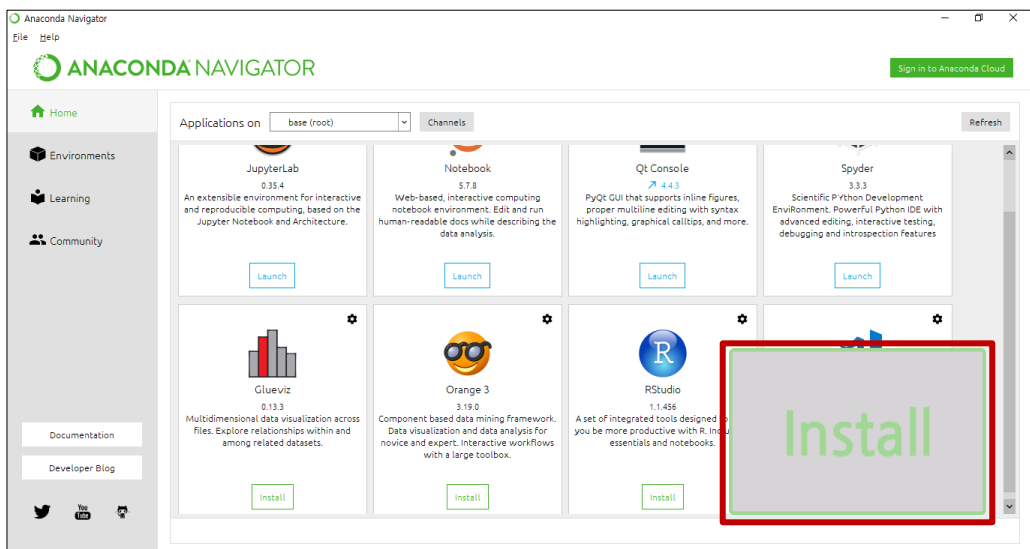 Anaconda Navigator
File Help
ANACONDA NAVIGATOR
Sign in to Anaconda Cloud
Home
Environments
Learning
Community
Documentation
Developer Blog
You
Tube
Applications on base (root) Channels Refresh
JupyterLab
0.35.4
An extensible environment for interactive
and reproducible computing, based on the
Jupyter Notebook and Architecture.
Launch
Notebook
5.7.8
Web-based, interactive computing
notebook environment. Edit and run
human-readable docs while describing the
data analysis.
Launch
Qt Console
4.4.3
PyQt GUI that supports inline figures,
proper multiline editing with syntax
highlighting, graphical calltips, and more.
Launch
Spyder
3.3.3
Scientific PYthon Development
EnviRonment. Powerful Python IDE with
advanced editing, interactive testing,
debugging and introspection features
Launch
Glueviz
0.13.3
Multidimensional data visualization across
files. Explore relationships within and
among related datasets.
Install
Orange 3
3.19.0
Component based data mining framework.
Data visualization and data analysis for
novice and expert. Interactive workflows
with a large toolbox.
Install
R
RStudio
1.1.456
A set of integrated tools designed
you be more productive with R.
essentials and notebooks.
Install
Install